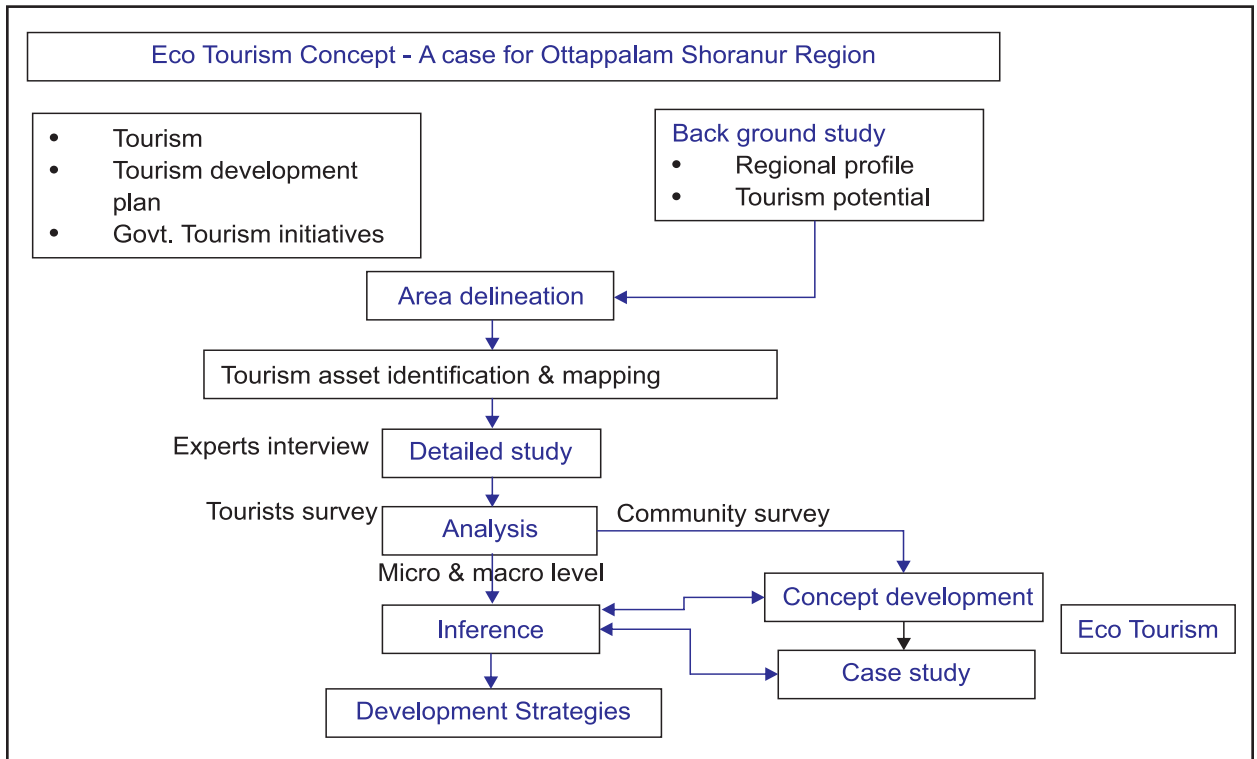 Eco Tourism Concept - A case for Ottappalam Shoranur Region
• Tourism
• Tourism development
plan
• Govt. Tourism initiatives
Back ground study
• Regional profile
• Tourism potential
Area delineation
Tourism asset identification & mapping
Experts interview
Detailed study
Tourists survey
Analysis
Community survey
Micro & macro level
Concept development
Inference
Eco Tourism
Case study
Development Strategies